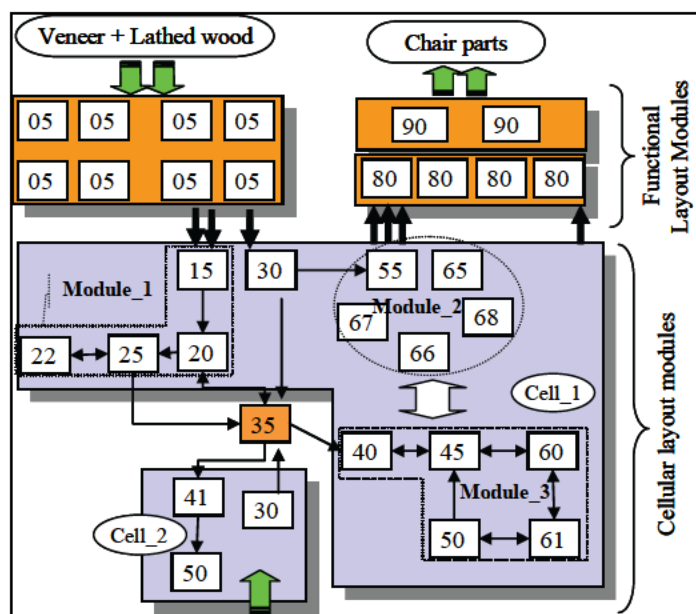 Veneer + Lathed wood
Chair parts
05 05 05 05
90 90
05 05 05 05
80 80 80 80
Functional
Layout Modules
15 30 55 65
Module_1
Module_2
67 68
22 25 20 66
Cell_1
35
40 45 60
Module_3
41 30
50 61
Cell_2
50
Cellular layout modules